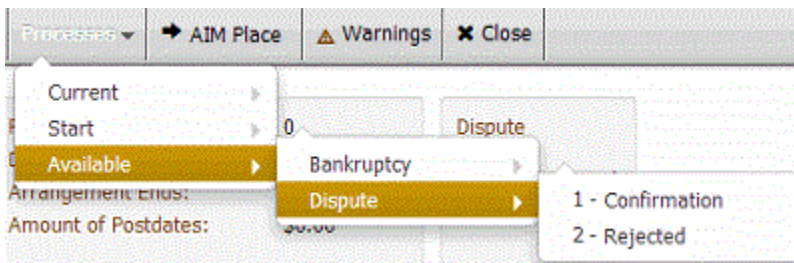 Processes AIM Place Warnings Close
Current
Start 0 Dispute
Available Bankruptcy
Arrangement Ends: Dispute 1 - Confirmation
Amount of Postdates: $0.00 2 - Rejected